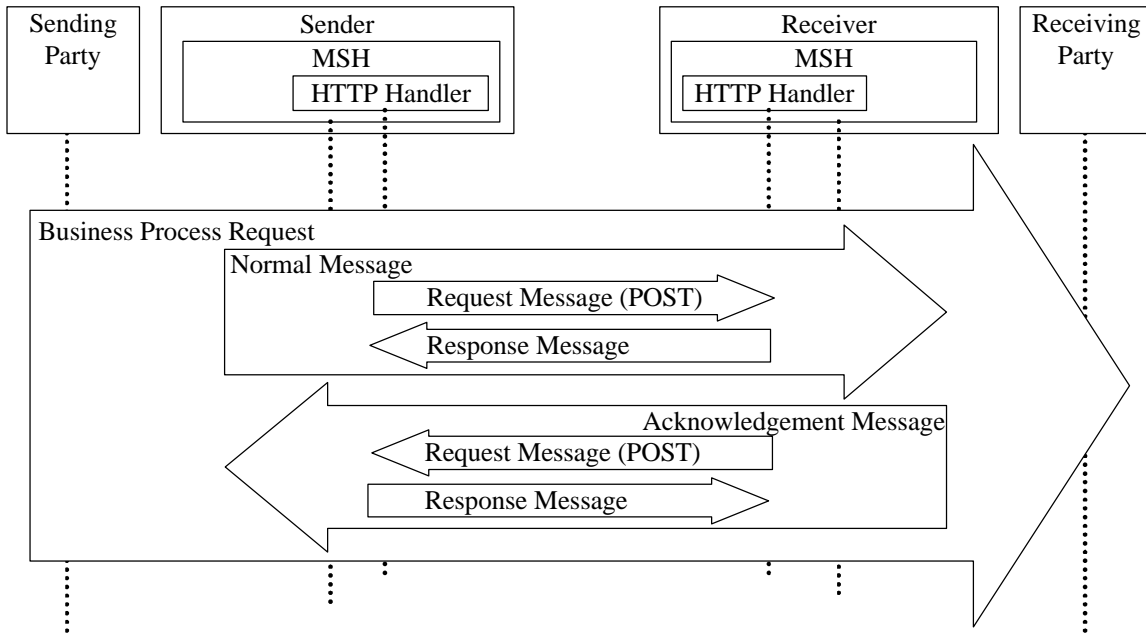 Sending
Party
Sender
MSH
HTTP Handler
Receiver
MSH
HTTP Handler
Receiving
Party
Business Process Request
Normal Message
Request Message (POST)
Response Message
Acknowledgement Message
Request Message (POST)
Response Message